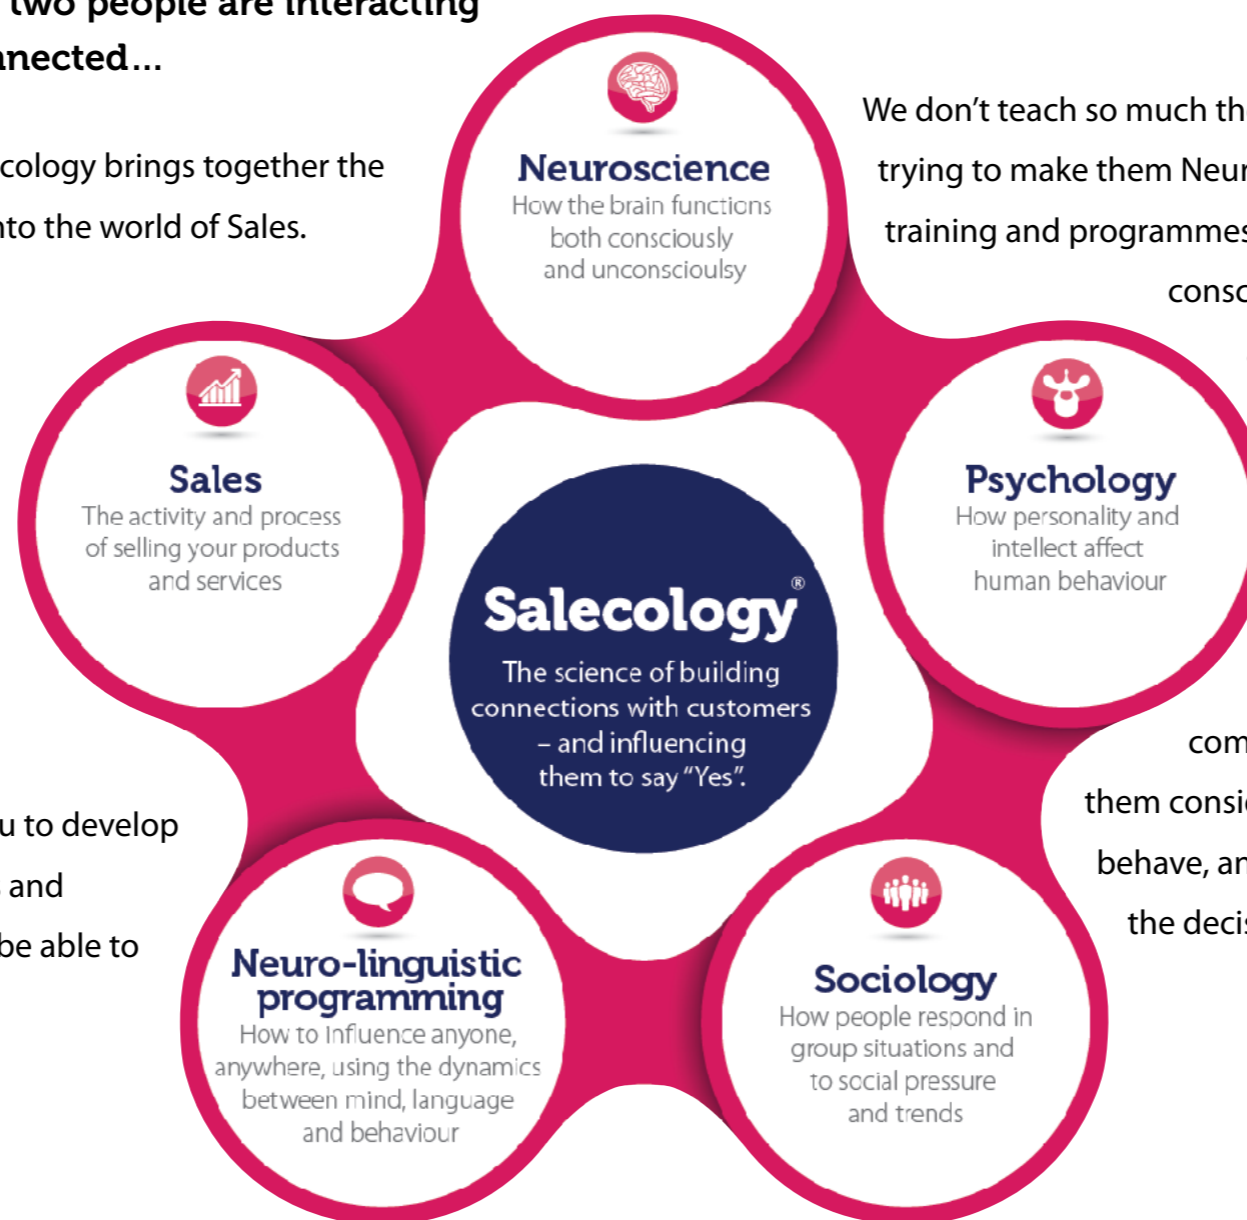 two people are interacting
nnected...
cology brings together the
nto the world of Sales.
We don't teach so much the
trying to make them Neur
training and programmes
consc
Neuroscience
How the brain functions
both consciously
and unconscioulsy
Sales
The activity and process
of selling your products
and services
Psychology
How personality and
intellect affect
human behaviour
Salecology®
The science of building
connections with customers
– and influencing
them to say “Yes”.
u to develop
and
be able to
com
them consid
behave, an
the decis
Neuro-linguistic
programming
How to influence anyone,
anywhere, using the dynamics
between mind, language
and behaviour
Sociology
How people respond in
group situations and
to social pressure
and trends